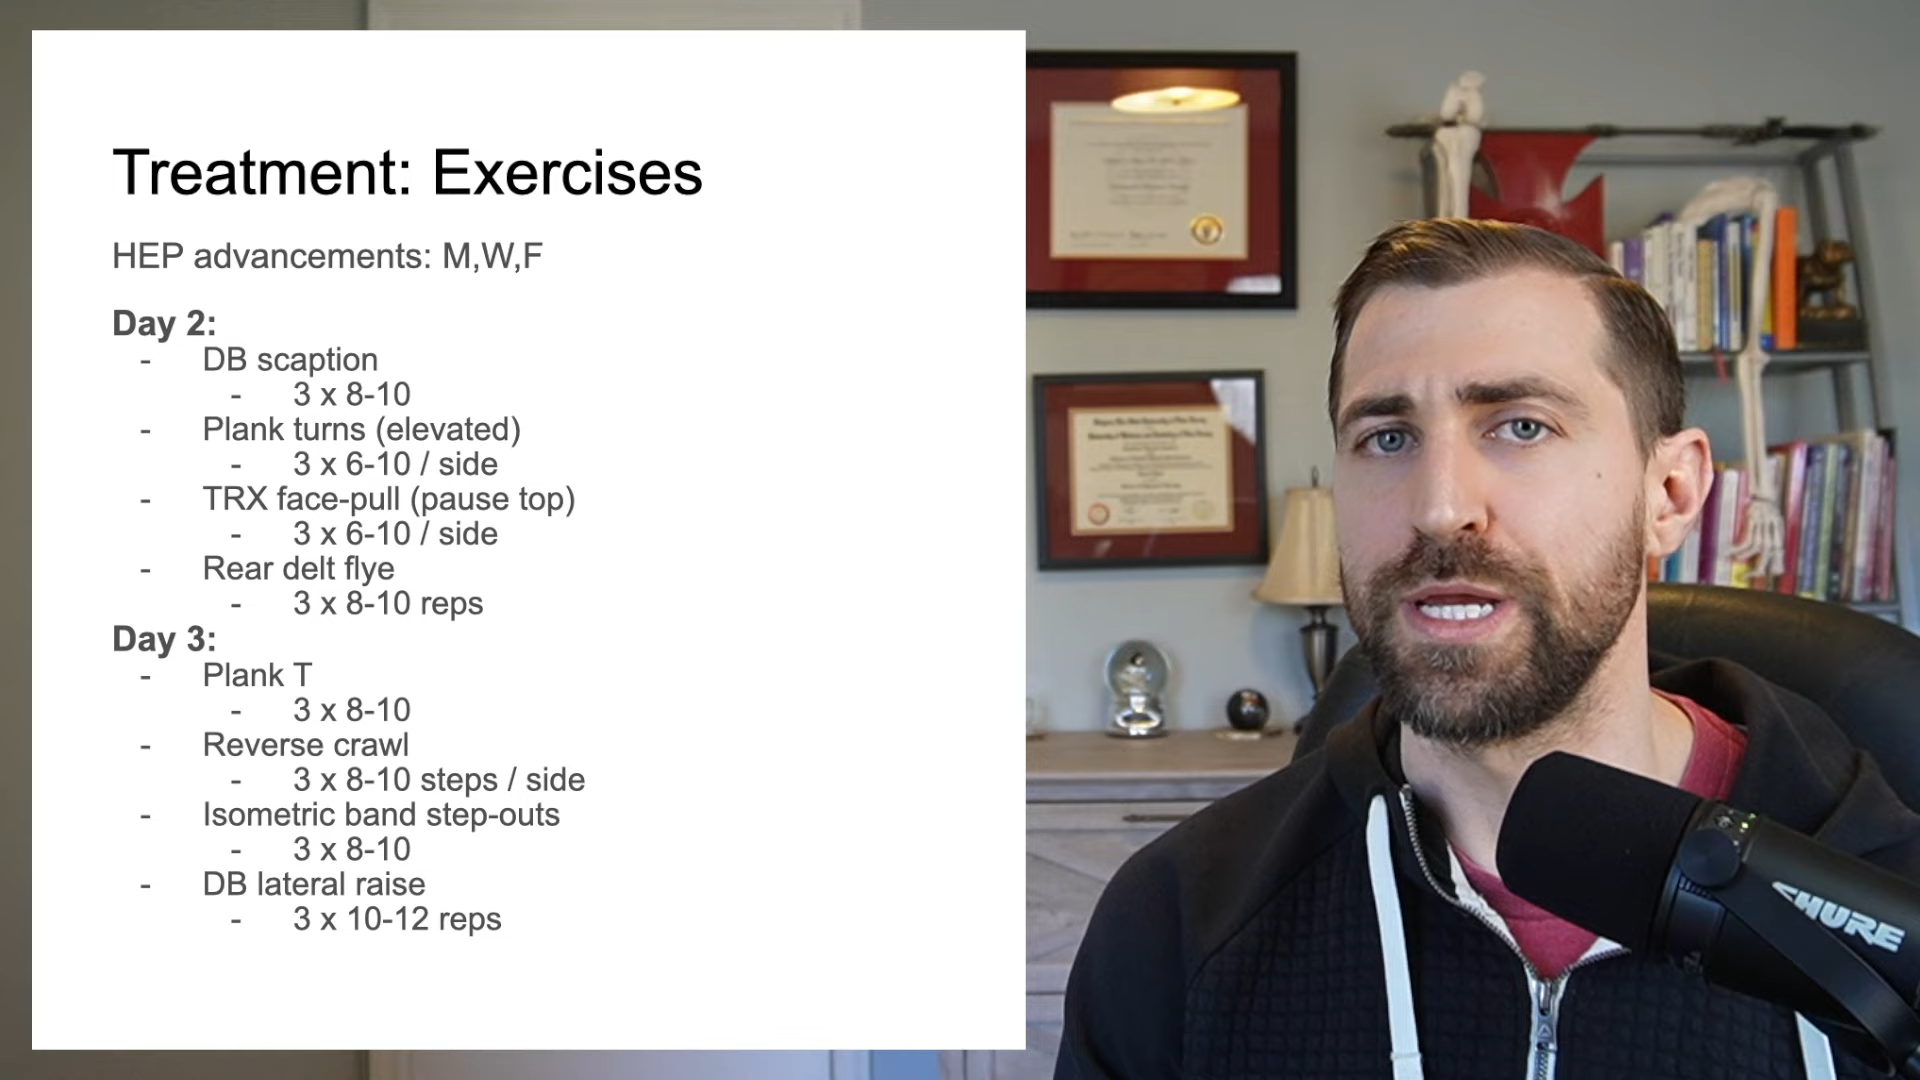 Treatment: Exercises
HEP advancements: M,W,F
Day 2:
- DB scaption
- 3 x 8-10
- Plank turns (elevated)
- 3 x 6-10 / side
- TRX face-pull (pause top)
- 3 x 6-10 / side
- Rear delt flye
- 3 x 8-10 reps
Day 3:
- Plank T
- 3 x 8-10
- Reverse crawl
- 3 x 8-10 steps / side
- Isometric band step-outs
- 3 x 8-10
- DB lateral raise
- 3 x 10-12 reps
SHURE